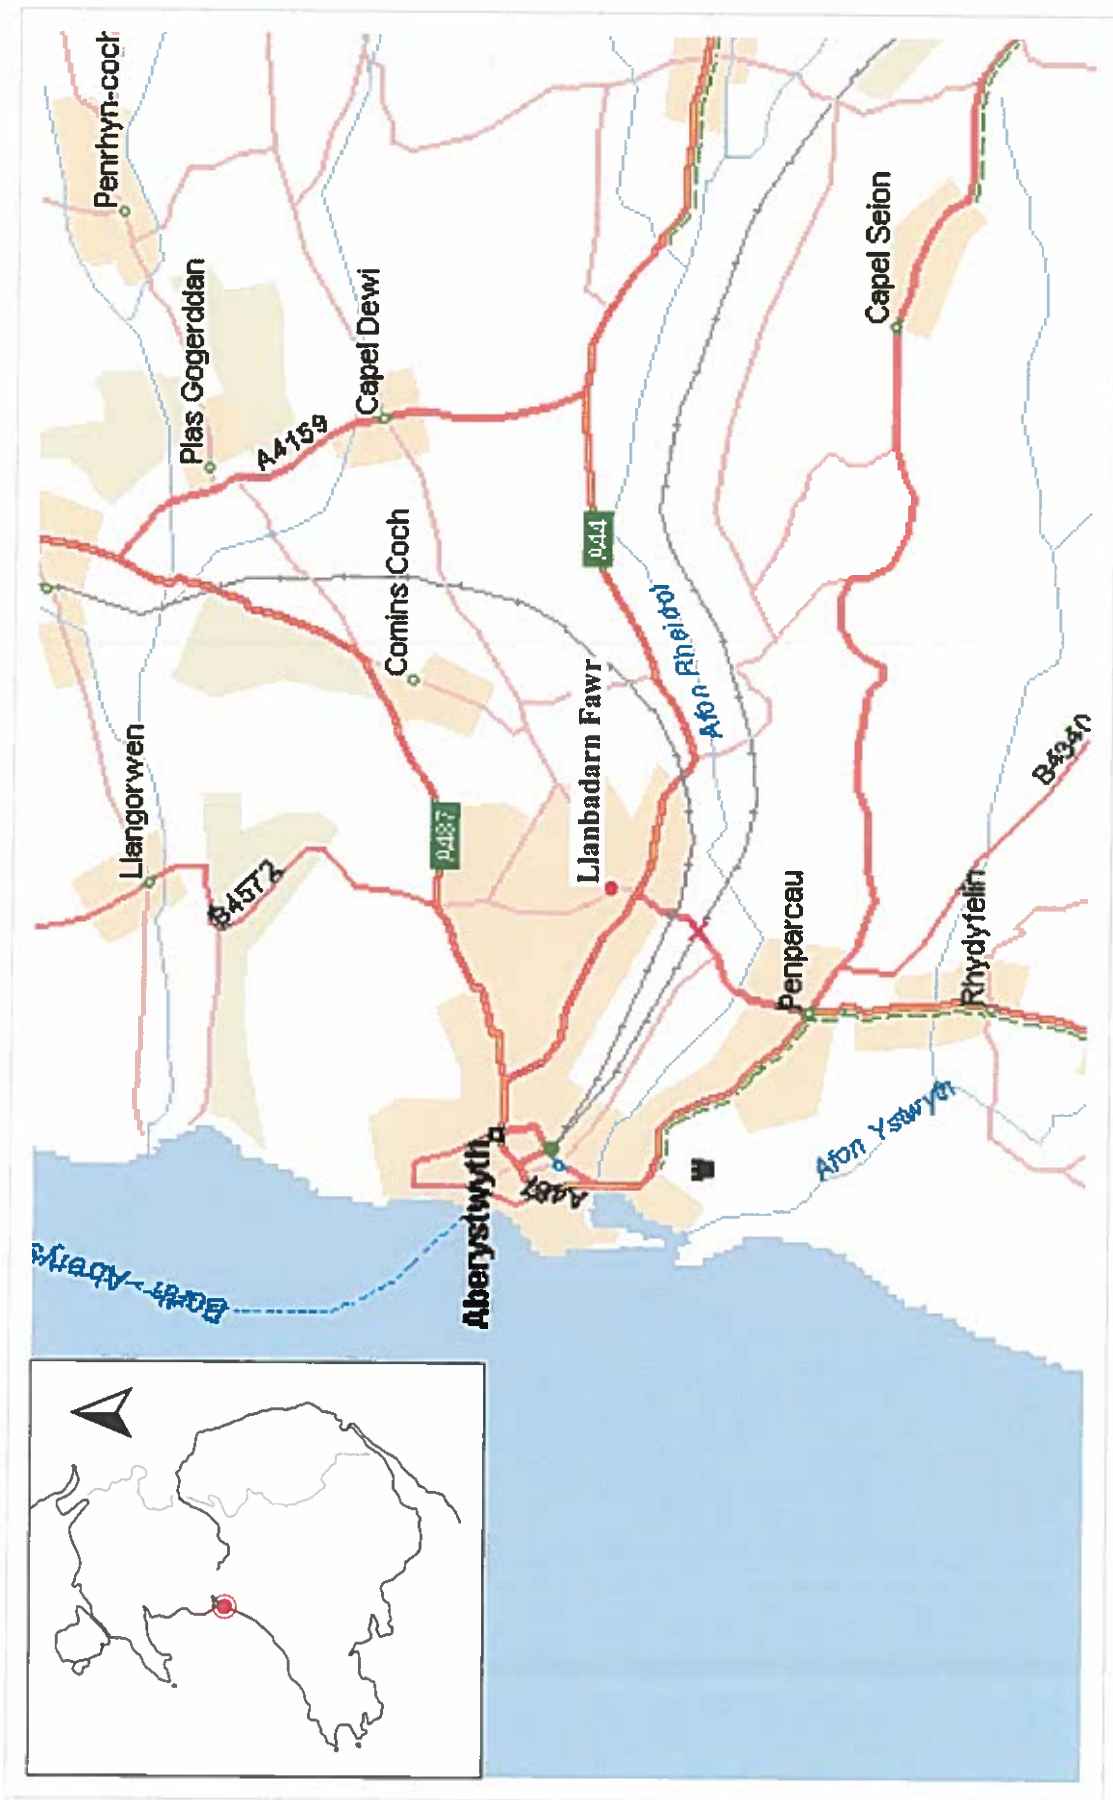 Penrhyn-coch
Plas Gogerddan
Capel Dewi
A4159
Capel Seion
A44
Comins Coch
Afon Rheidol
Llanbadarn Fawr
Llangorwen
A487
B4572
B4340
Penparcau
Rhydyfelin
Aberystwyth
A487
Afon Ystwyth